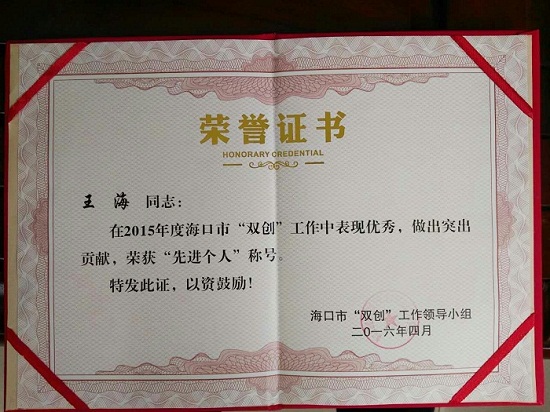 荣誉证书
HONORARY CREDENTIAL
王 海 同志：
在2015年度海口市“双创”工作中表现优秀，做出突出
贡献，荣获“先进个人”称号。
特发此证，以资鼓励！
海口市“双创”工作领导小组
二〇一六年四月